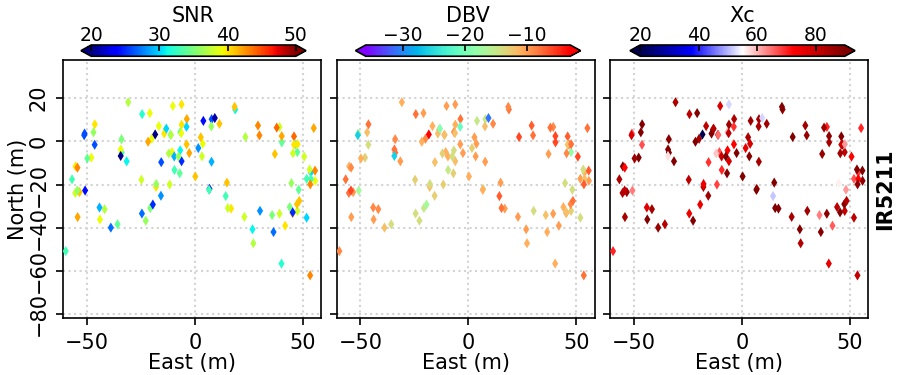 SNR DBV Xc
20 30 40 50 −30 −20 −10 20 40 60 80
20
0
−20
−40
−60
−80
North (m)
IR5211
−50 0 50 −50 0 50 −50 0 50
East (m) East (m) East (m)